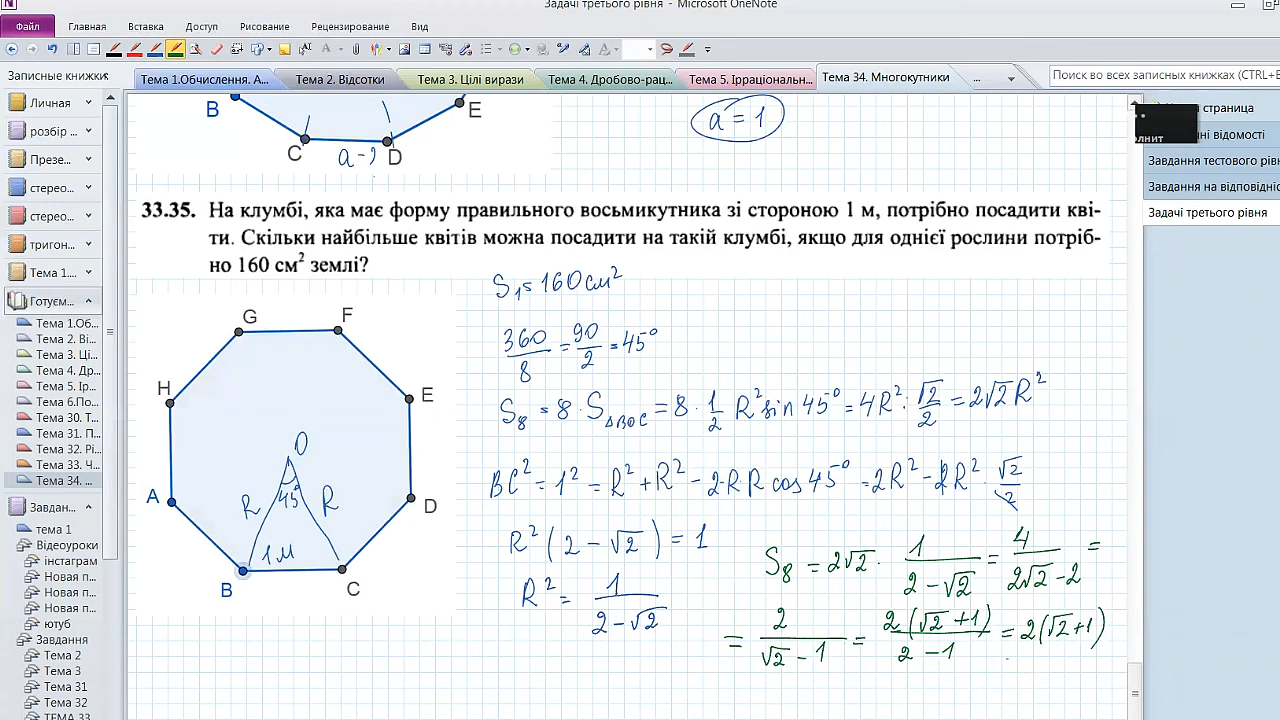 Задачі третього рівня - Microsoft OneNote
Файл Главная Вставка Доступ Рисование Рецензирование Вид
Записные книжки
Тема 1.Обчислення. А... Тема 2. Відсотки Тема 3. Цілі вирази Тема 4. Дробово-рац... Тема 5. Ірраціональн... Тема 34. Многокутники ...
Поиск во всех записных книжках (CTRL+E
Личная
розбір ...
Презе...
стерео...
стерео...
тригон...
Тема 1...
Готуєм...
Тема 1.Об...
Тема 2. Ві...
Тема 3. Ці...
Тема 4. Др...
Тема 5. Ір...
Тема 6.По...
Тема30. Т...
Тема 31. П...
Тема 32. Рі...
Тема 33. Ч...
Тема 34. ...
Завдан...
тема 1
Відеоуроки
інстаграм
Новая п...
Новая п...
Новая п...
ютуб
Завдання
Тема 2
Тема 3
Тема 31
Тема 32
ТЕМА 33
B E C D
a - ?
a = 1
33.35. На клумбі, яка має форму правильного восьмикутника зі стороною 1 м, потрібно посадити кві-
ти. Скільки найбільше квітів можна посадити на такій клумбі, якщо для однієї рослини потріб-
но 160 см² землі?
G F
H E
A D
B C
O
R 45° R
1 м
S₁ = 160 см²
360/8 = 90/2 = 45°
S₈ = 8 · S△BOC = 8 · 1/2 R² sin 45° = 4R² · √2/2 = 2√2 R²
BC² = 1² = R² + R² - 2·R·R cos 45° = 2R² - 2R² · √2/2
R² (2 - √2) = 1
R² = 1/(2 - √2)
S₈ = 2√2 · 1/(2 - √2) = 4/(2√2 - 2) =
= 2/(√2 - 1) = 2(√2 + 1)/(2 - 1) = 2(√2 + 1)
страница
ні відомості
Завдання тестового рівн
Завдання на відповідніс
Задачі третього рівня